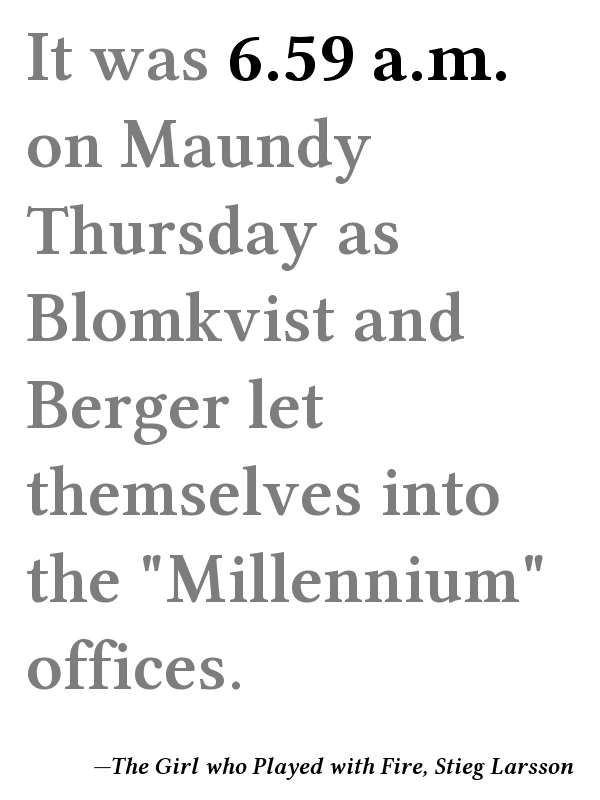 It was 6.59 a.m.
on Maundy
Thursday as
Blomkvist and
Berger let
themselves into
the "Millennium"
offices.
—The Girl who Played with Fire, Stieg Larsson